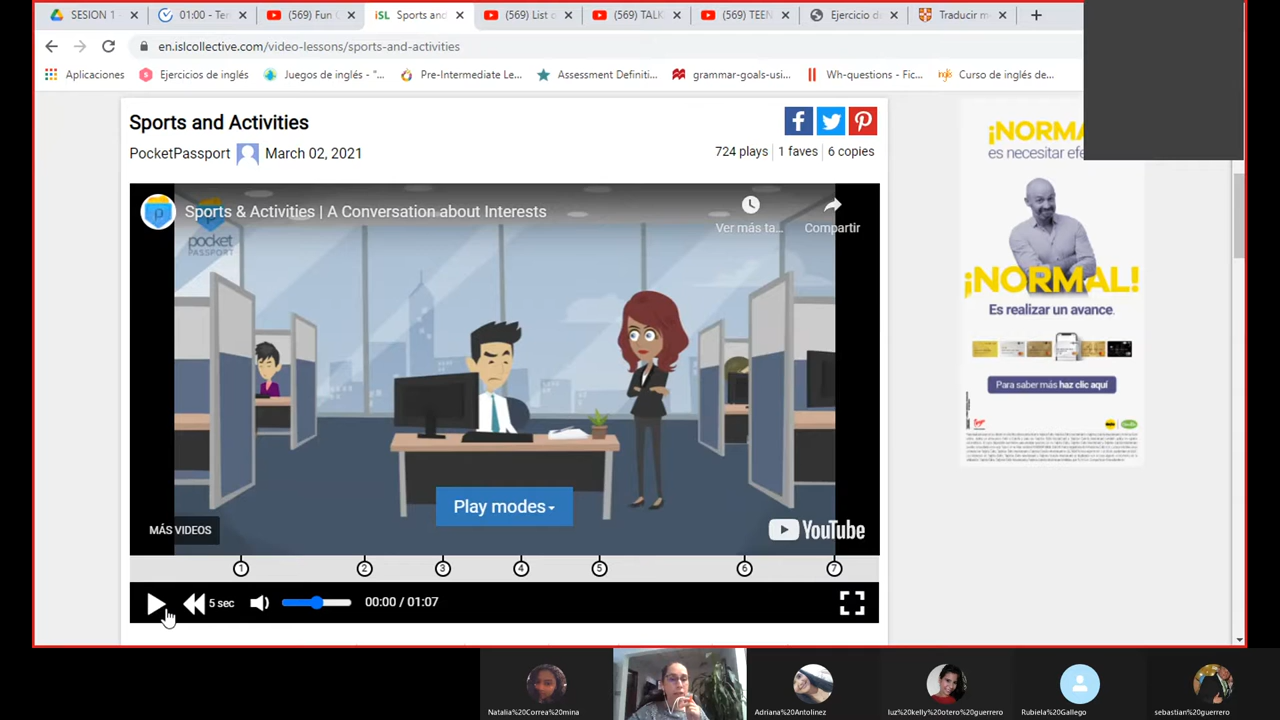 SESION 1 -
01:00 - Ter
(569) Fun C
iSL Sports and
(569) List o
(569) TALK
(569) TEEN
Ejercicio de
Traducir m
en.islcollective.com/video-lessons/sports-and-activities
Aplicaciones
Ejercicios de inglés
Juegos de inglés - "...
Pre-Intermediate Le...
Assessment Definiti...
grammar-goals-usi...
Wh-questions - Fic...
Curso de inglés de...
Sports and Activities
PocketPassport
March 02, 2021
724 plays
1 faves
6 copies
Sports & Activities | A Conversation about Interests
Ver más ta...
Compartir
pocket
PASSPORT
Play modes
MÁS VIDEOS
YouTube
1
2
3
4
5
6
7
5 sec
00:00 / 01:07
¡NORMA
es necesitar efe
¡NORMAL!
Es realizar un avance.
Para saber más haz clic aquí
Natalia%20Correa%20mina
Adriana%20Antolinez
luz%20kelly%20otero%20guerrero
Rubiela%20Gallego
sebastian%20guerrero